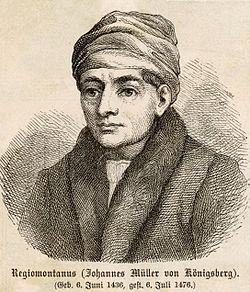 Regiomontanus (Johannes Müller von Königsberg).
(Geb. 6. Juni 1436, gest. 6. Juli 1476.)